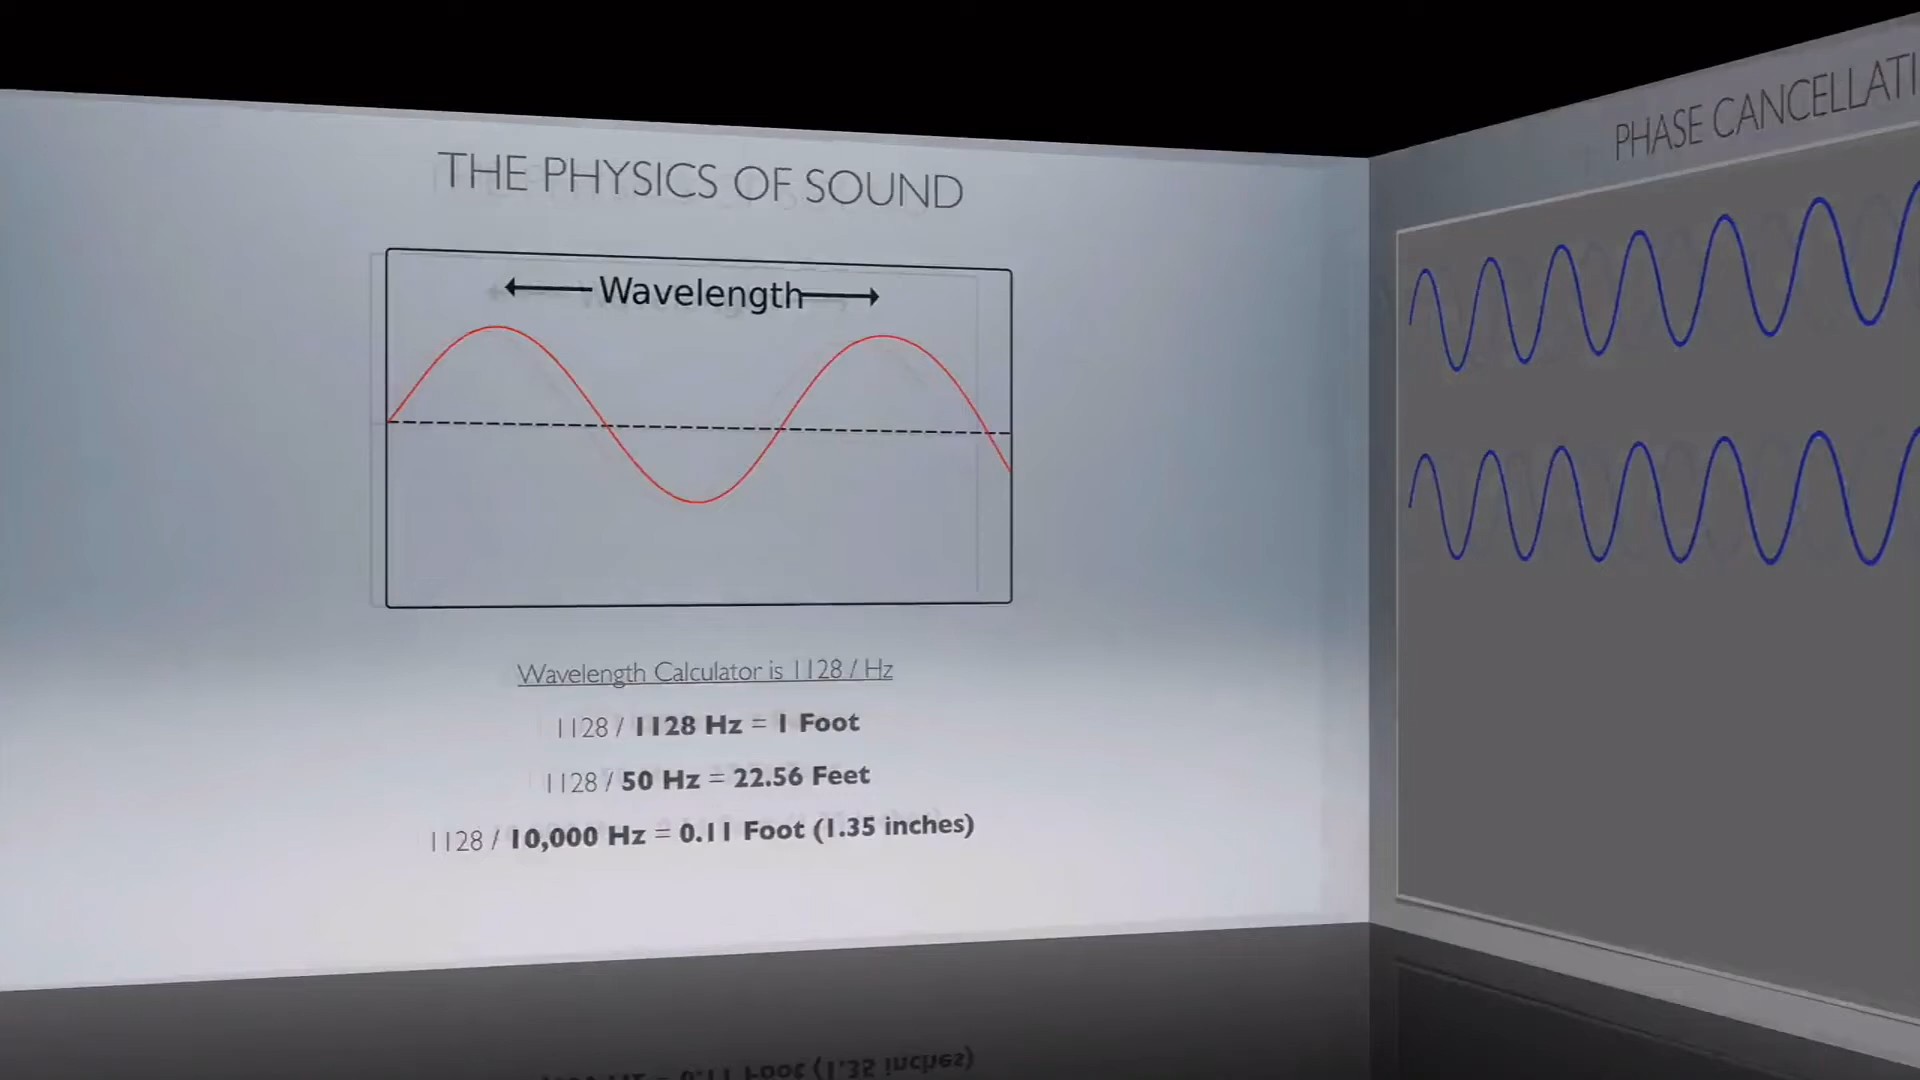 THE PHYSICS OF SOUND
Wavelength
Wavelength Calculator is 1128 / Hz
1128 / 1128 Hz = 1 Foot
1128 / 50 Hz = 22.56 Feet
1128 / 10,000 Hz = 0.11 Foot (1.35 inches)
PHASE CANCELLATI